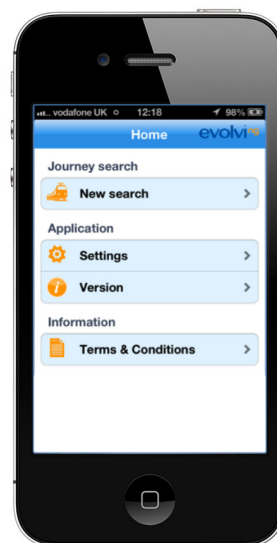 vodafone UK 12:18 98%
Home evolvi
Journey search
New search
Application
Settings
Version
Information
Terms & Conditions